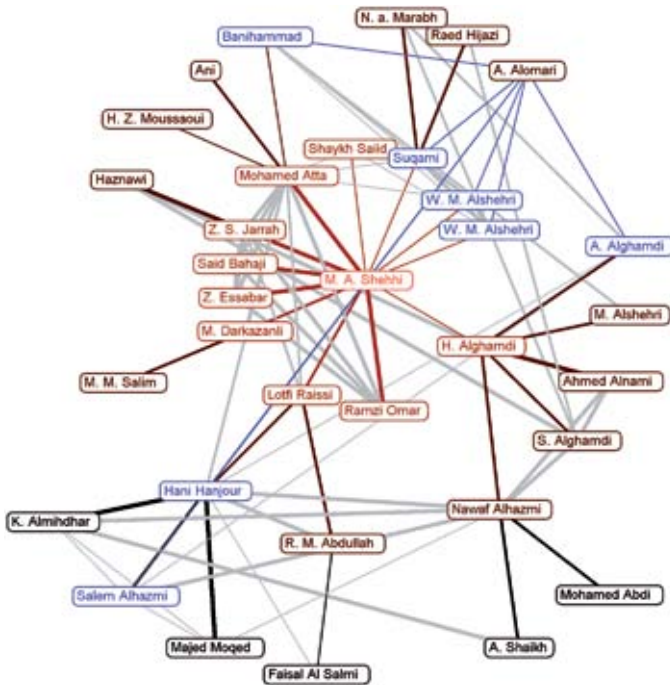 N. a. Marabh
Raed Hijazi
Banihammad
Ani
A. Alomari
H. Z. Moussaoui
Shaykh Saiid
Suqami
Mohamed Atta
Haznawi
W. M. Alshehri
Z. S. Jarrah
W. M. Alshehri
A. Alghamdi
Said Bahaji
M. A. Shehhi
Z. Essabar
M. Alshehri
M. Darkazanli
H. Alghamdi
M. M. Salim
Ahmed Alnami
Lotfi Raissi
Ramzi Omar
S. Alghamdi
Hani Hanjour
Nawaf Alhazmi
K. Almihdhar
R. M. Abdullah
Salem Alhazmi
Mohamed Abdi
Majed Moqed
A. Shaikh
Faisal Al Salmi